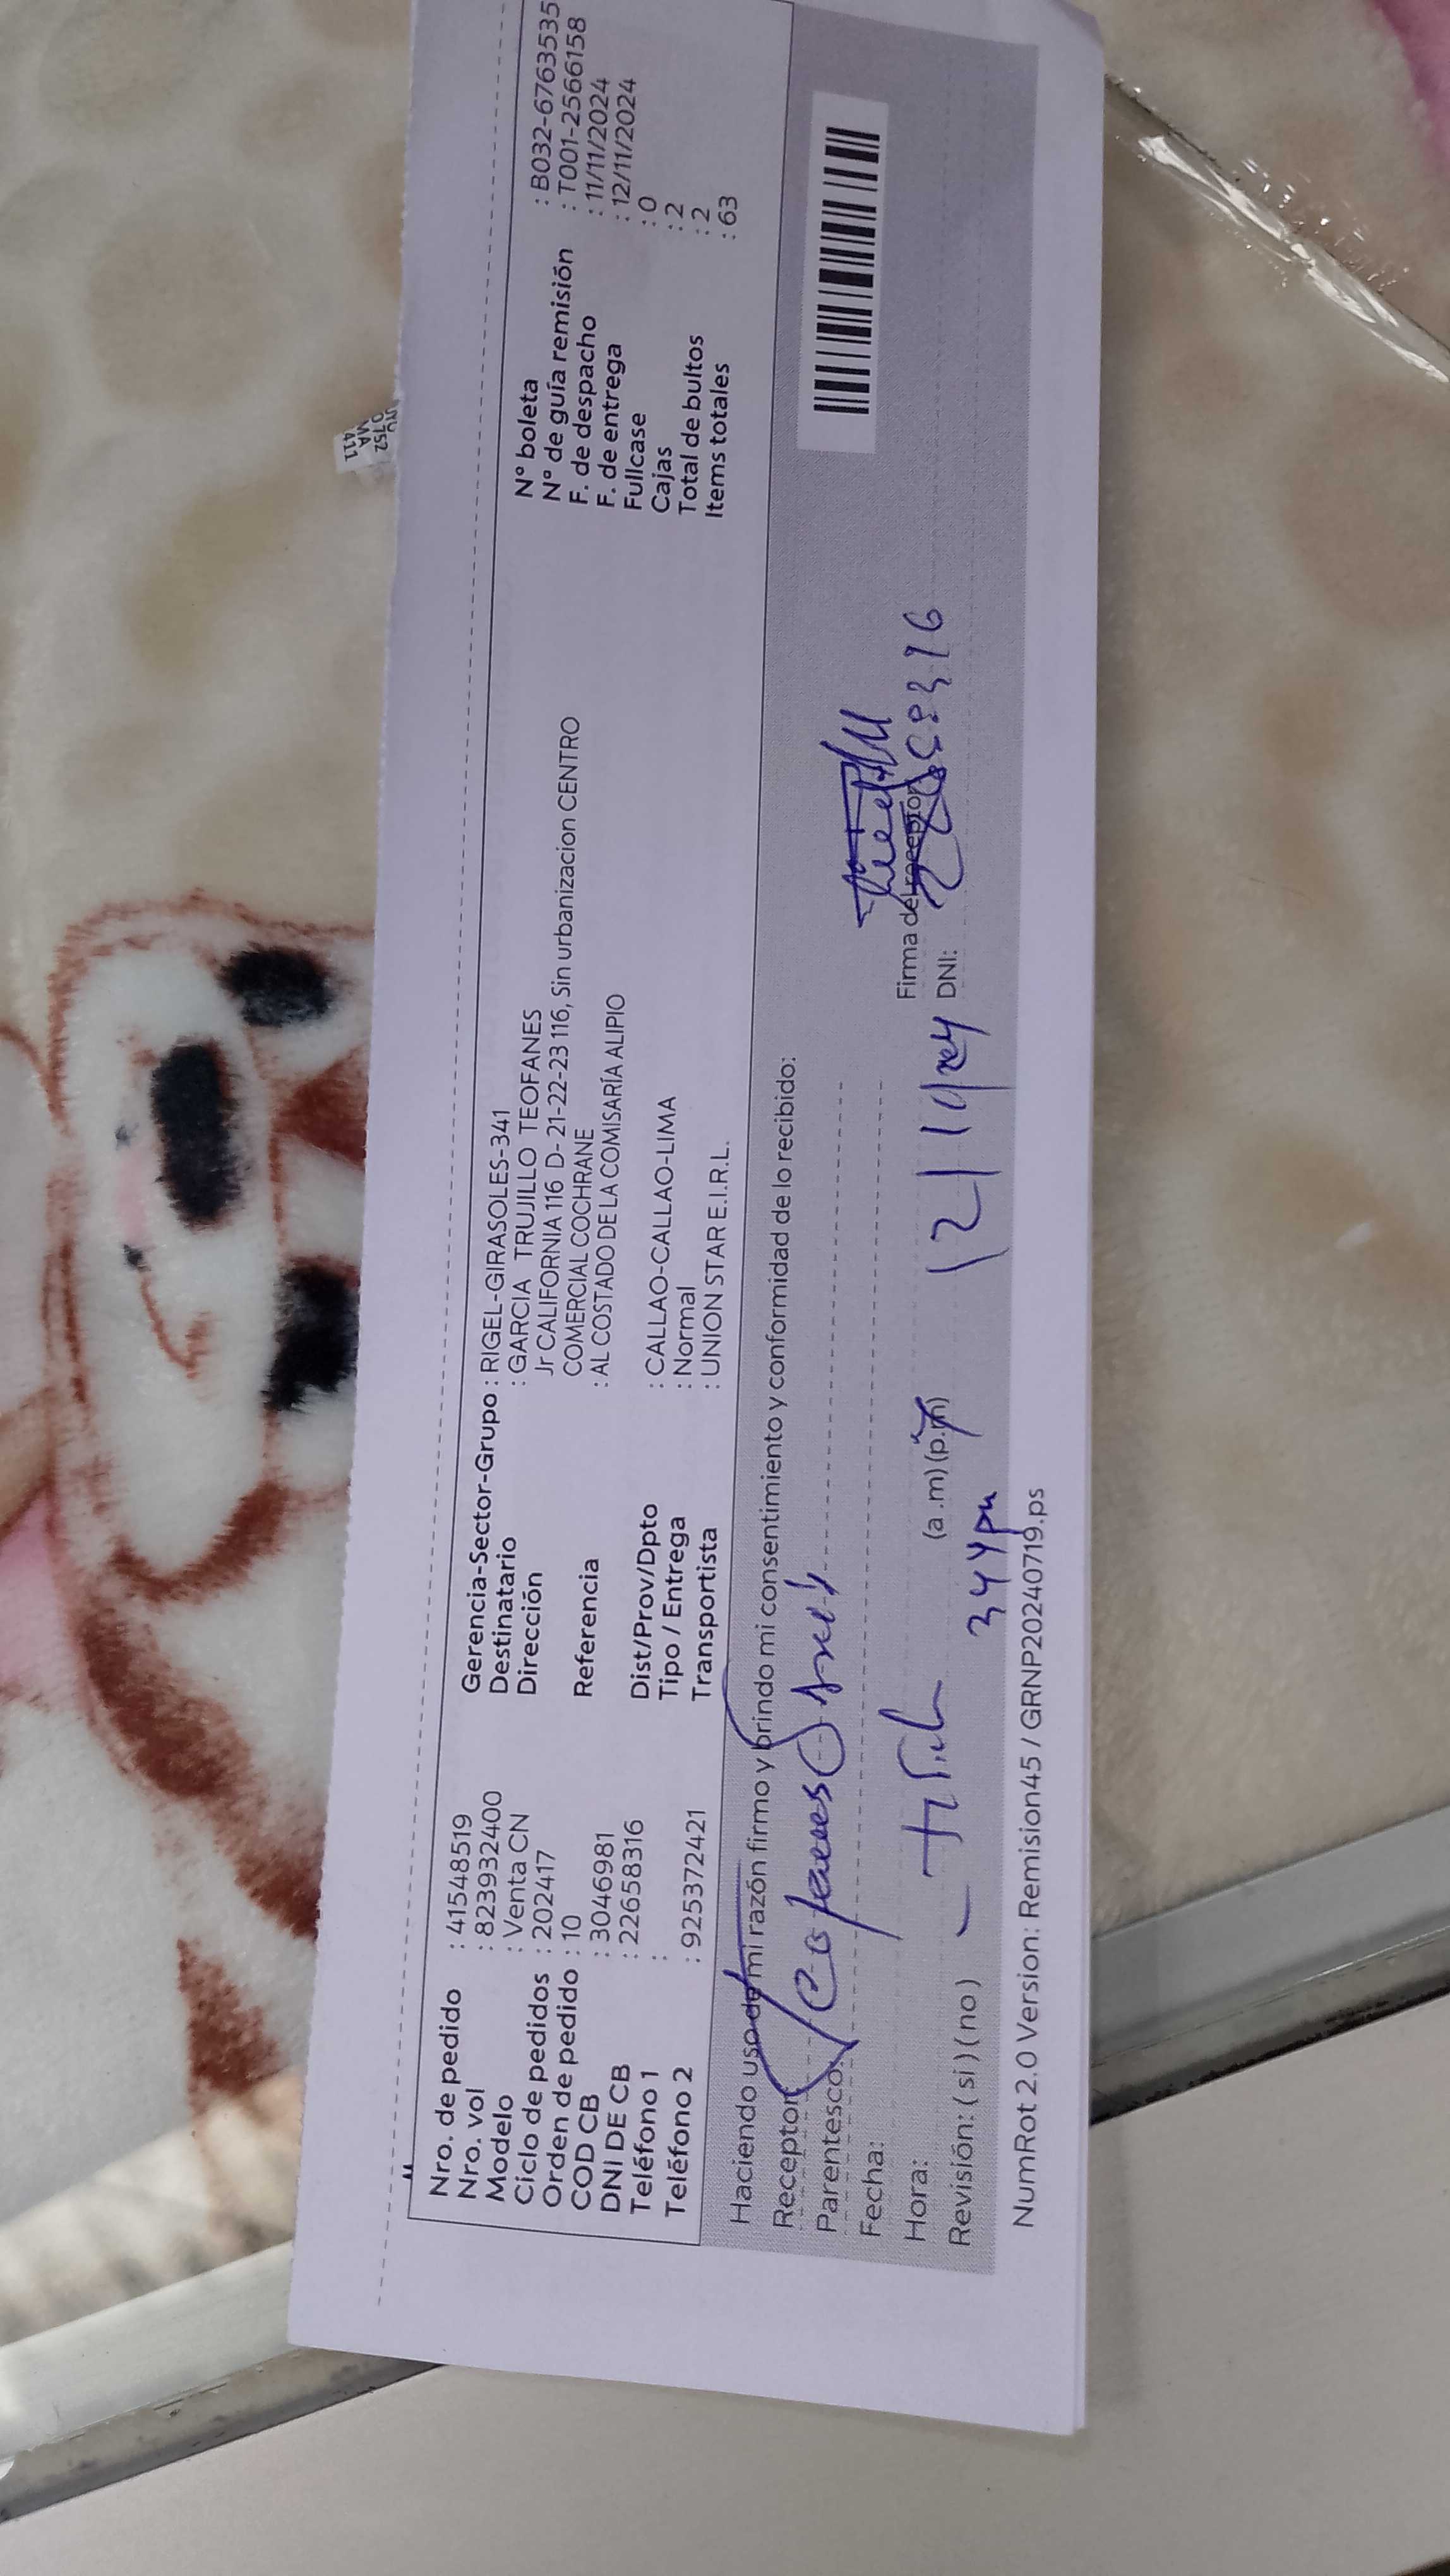 Nro. de pedido : 41548519
Nro. vol : 823932400
Modelo : Venta CN
Ciclo de pedidos : 202417
Orden de pedido : 10
COD CB : 3046981
DNI DE CB : 22658316
Teléfono 1 :
Teléfono 2 : 925372421
Gerencia-Sector-Grupo : RIGEL-GIRASOLES-341
Destinatario : GARCIA TRUJILLO TEOFANES
Dirección Jr CALIFORNIA 116 D- 21-22-23 116, Sin urbanizacion CENTRO
COMERCIAL COCHRANE
Referencia : AL COSTADO DE LA COMISARÍA ALIPIO
Dist/Prov/Dpto : CALLAO-CALLAO-LIMA
Tipo / Entrega : Normal
Transportista : UNION STAR E.I.R.L.
N° boleta : B032-6763535
N° de guía remisión : T001-2566158
F. de despacho : 11/11/2024
F. de entrega : 12/11/2024
Fullcase : 0
Cajas : 2
Total de bultos : 2
Items totales : 63
Haciendo uso de mi razón firmo y brindo mi consentimiento y conformidad de lo recibido:
Receptor:
Parentesco:
Fecha:
Hora: (a .m) (p.m)
Firma del receptor
Revisión: ( si ) ( no ) 344 pm
DNI: 22658316
NumRot 2.0 Version: Remision45 / GRNP20240719.ps